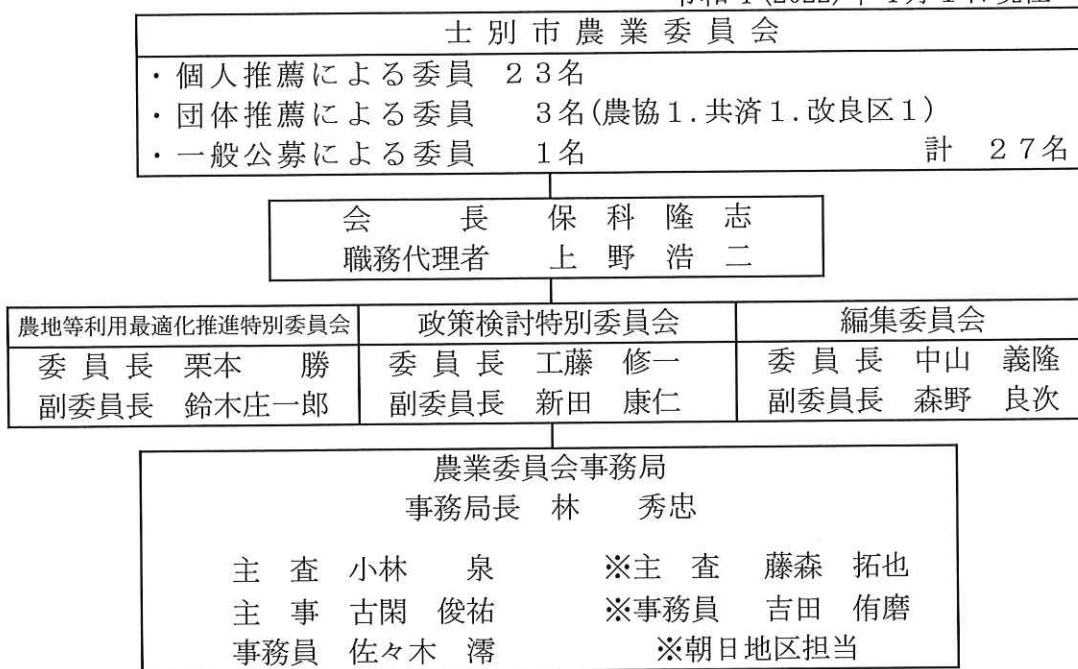 士別市農業委員会
・個人推薦による委員 23名
・団体推薦による委員 3名(農協1.共済1.改良区1)
・一般公募による委員 1名 計 27名
会長 保科隆志
職務代理者 上野浩二
農地等利用最適化推進特別委員会 政策検討特別委員会 編集委員会
委員長 栗本 勝 委員長 工藤 修一 委員長 中山 義隆
副委員長 鈴木庄一郎 副委員長 新田 康仁 副委員長 森野 良次
農業委員会事務局
事務局長 林 秀忠
主査 小林 泉 ※主査 藤森 拓也
主事 古閑 俊祐 ※事務員 吉田 侑磨
事務員 佐々木 澪 ※朝日地区担当